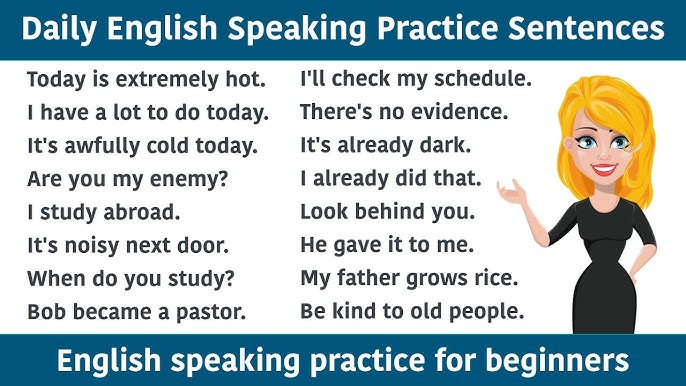 Daily English Speaking Practice Sentences
Today is extremely hot.
I have a lot to do today.
It's awfully cold today.
Are you my enemy?
I study abroad.
It's noisy next door.
When do you study?
Bob became a pastor.
I'll check my schedule.
There's no evidence.
It's already dark.
I already did that.
Look behind you.
He gave it to me.
My father grows rice.
Be kind to old people.
English speaking practice for beginners